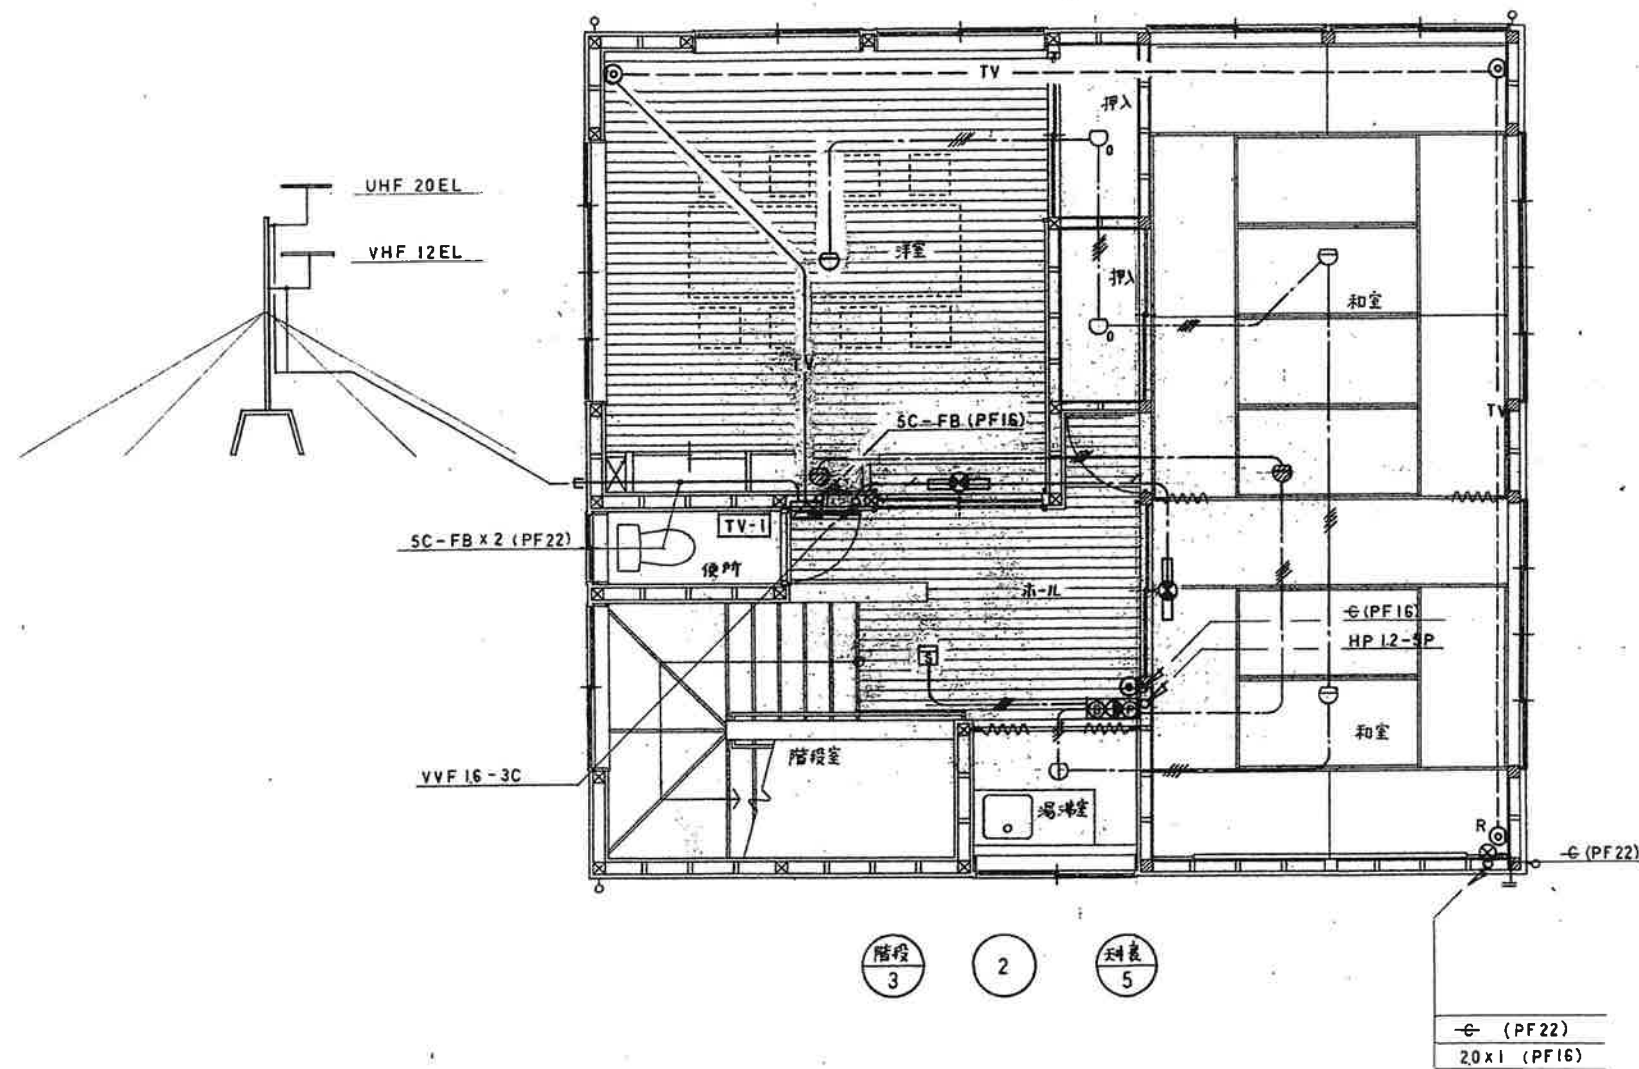 TV
押入
UHF 20EL
VHF 12EL
洋室
押入
和室
TV
TV
5C-FB (PF16)
TV-1
5C-FB×2 (PF22)
便所
ホール
C (PF16)
HP 1.2-5P
S
B
P
階段室
和室
VVF 1.6-3C
湯沸室
R
C (PF22)
階段
3
2
5
C (PF22)
2.0×1 (PF16)